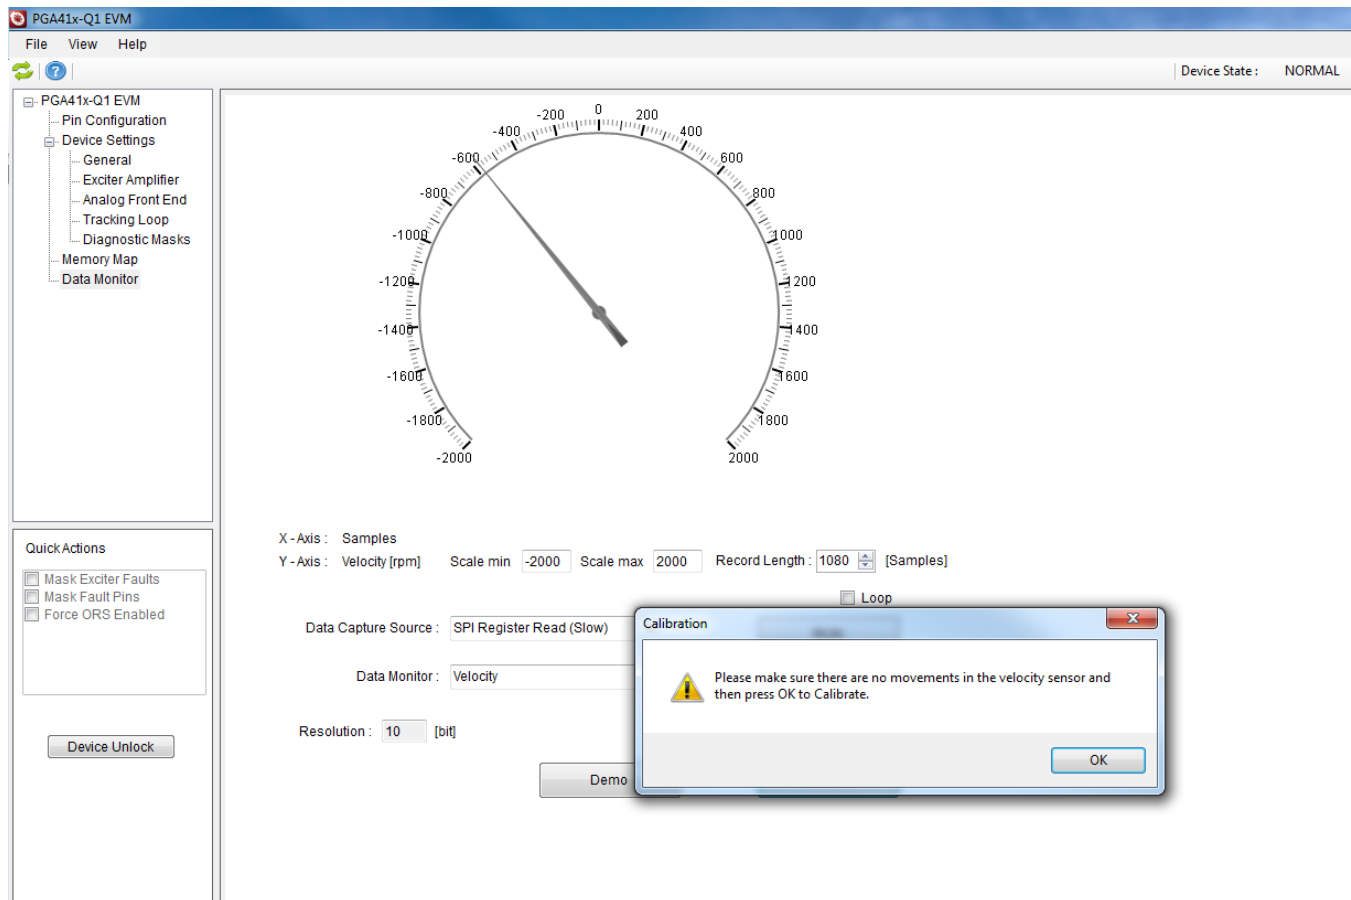 PGA41x-Q1 EVM
File View Help
Device State : NORMAL
PGA41x-Q1 EVM
Pin Configuration
Device Settings
General
Exciter Amplifier
Analog Front End
Tracking Loop
Diagnostic Masks
Memory Map
Data Monitor
0
-200 200
-400 400
-600 600
-800 800
-1000 1000
-1200 1200
-1400 1400
-1600 1600
-1800 1800
-2000 2000
X - Axis : Samples
Y - Axis : Velocity [rpm] Scale min -2000 Scale max 2000 Record Length : 1080 [Samples]
Loop
Data Capture Source : SPI Register Read (Slow)
Data Monitor : Velocity
Resolution : 10 [bit]
Demo
Calibration
Please make sure there are no movements in the velocity sensor and
then press OK to Calibrate.
OK
Quick Actions
Mask Exciter Faults
Mask Fault Pins
Force ORS Enabled
Device Unlock